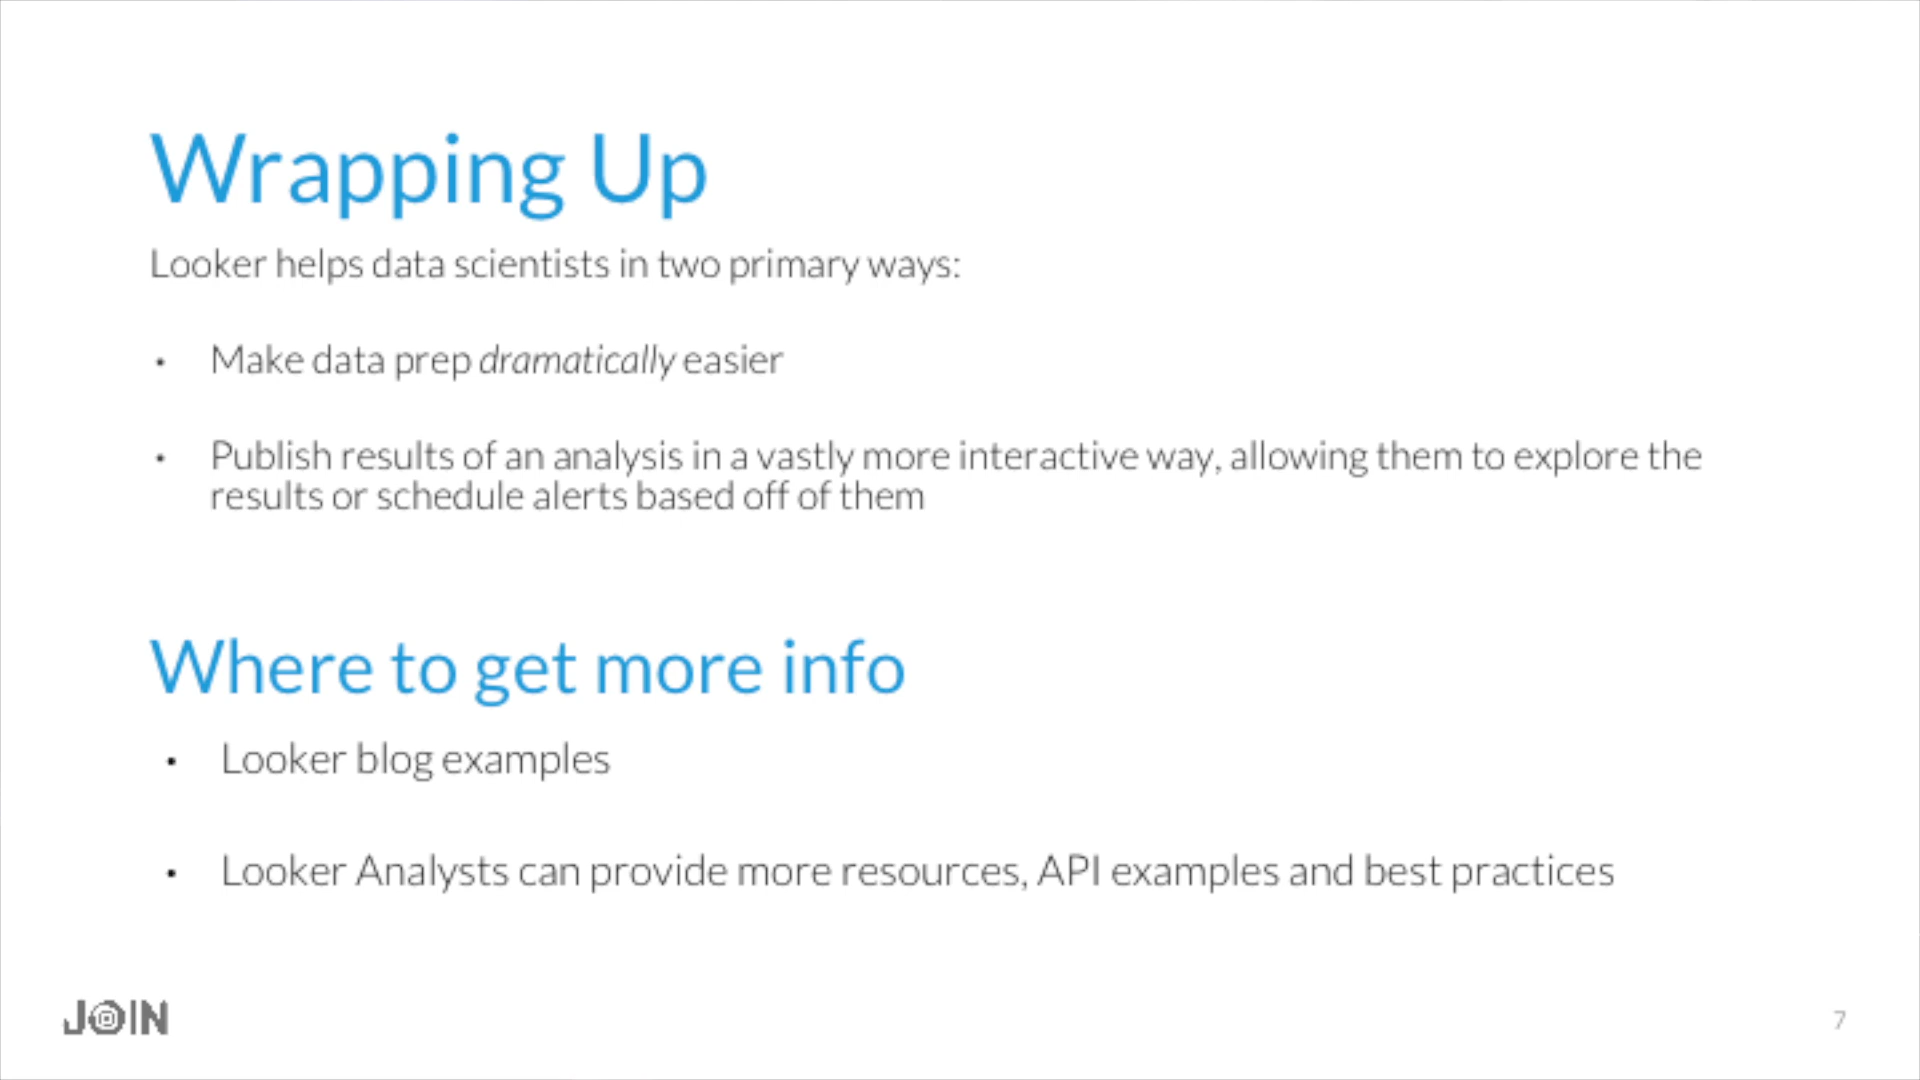 Wrapping Up
Looker helps data scientists in two primary ways:
• Make data prep dramatically easier
• Publish results of an analysis in a vastly more interactive way, allowing them to explore the
results or schedule alerts based off of them
Where to get more info
• Looker blog examples
• Looker Analysts can provide more resources, API examples and best practices
JOIN
7